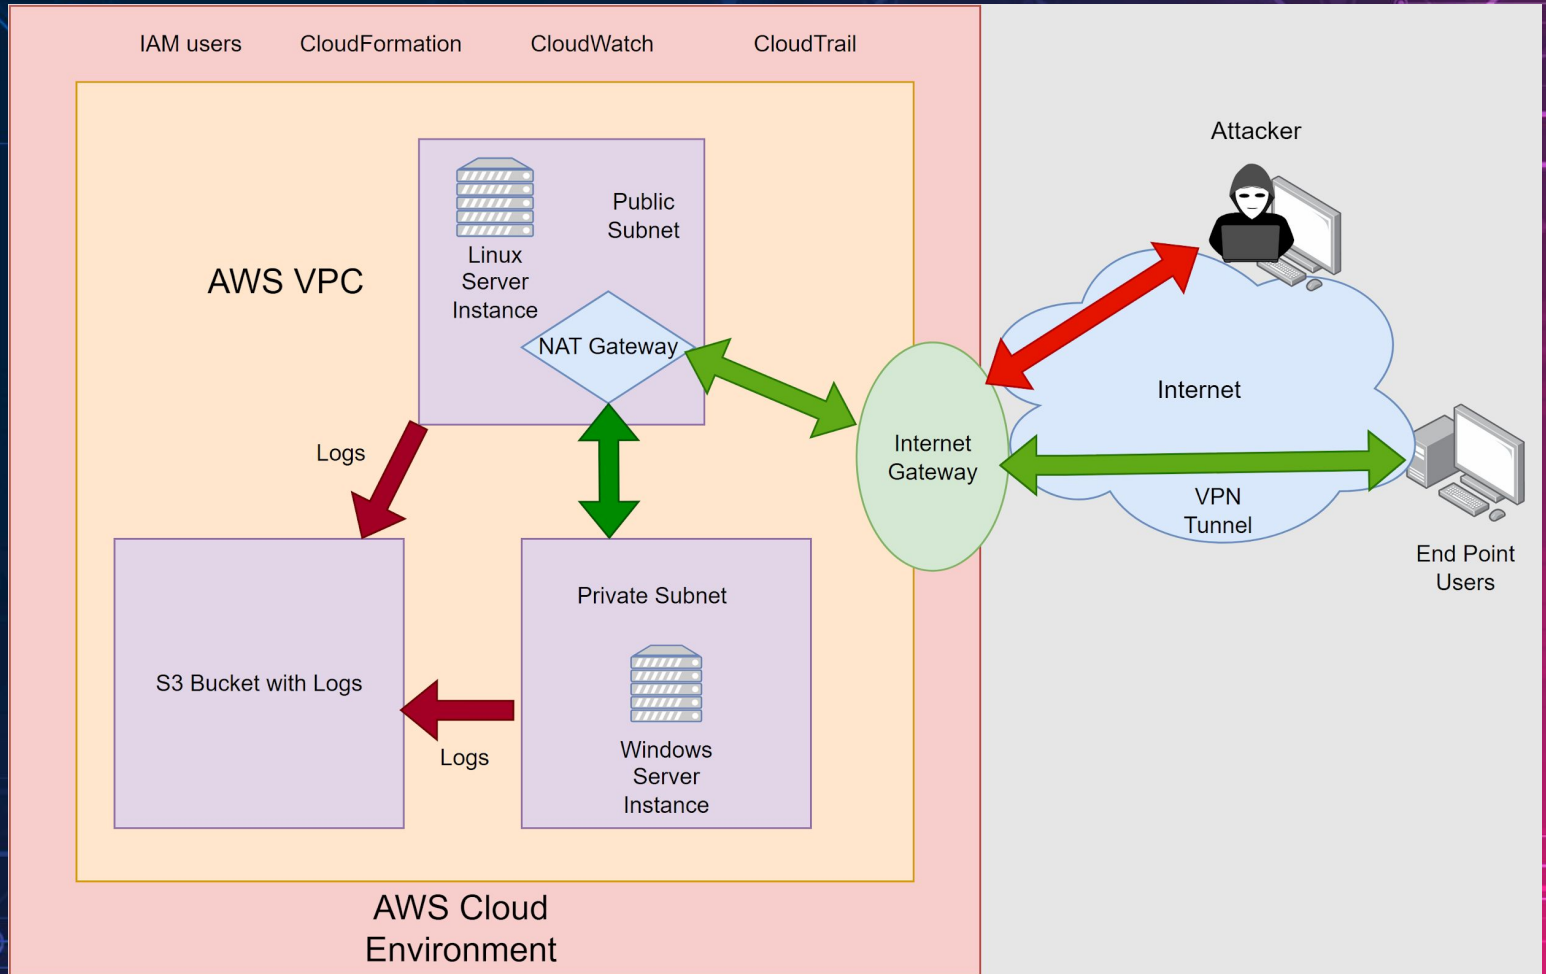 IAM users
CloudFormation
CloudWatch
CloudTrail
Attacker
Public
Subnet
Linux
Server
Instance
AWS VPC
NAT Gateway
Internet
Internet
Gateway
Logs
VPN
Tunnel
End Point
Users
Private Subnet
S3 Bucket with Logs
Logs
Windows
Server
Instance
AWS Cloud
Environment